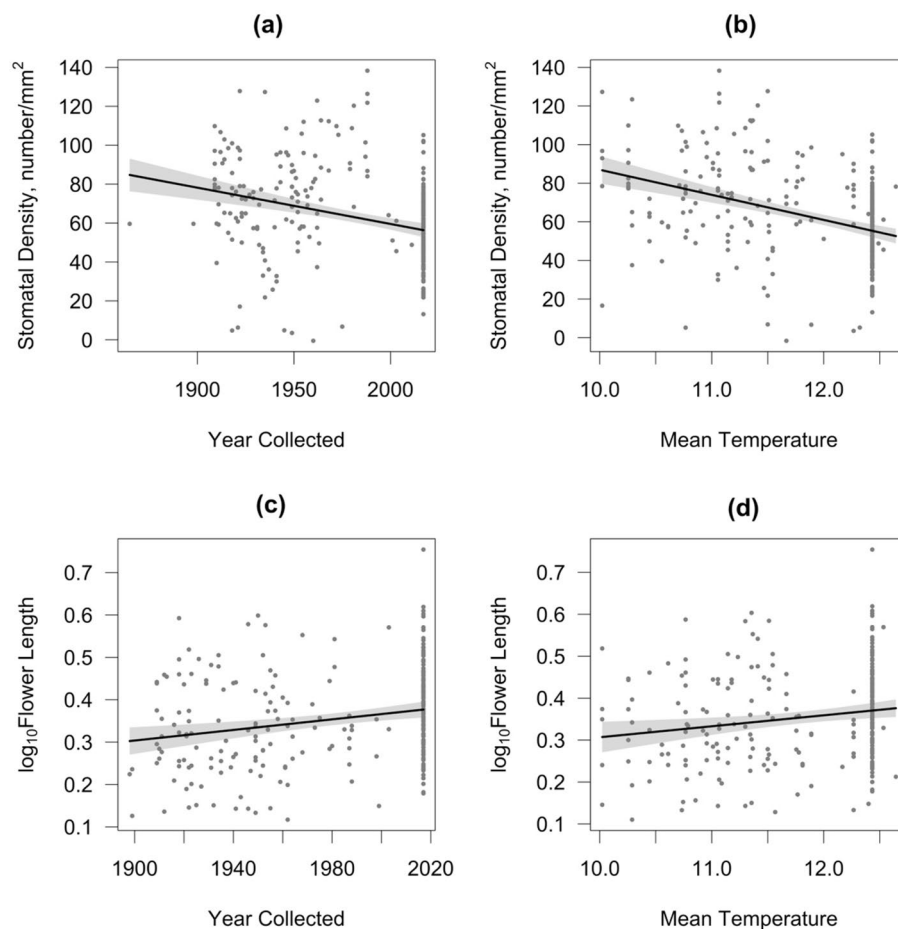 (a)
Stomatal Density, number/mm²
140
120
100
80
60
40
20
0
1900 1950 2000
Year Collected
(b)
Stomatal Density, number/mm²
140
120
100
80
60
40
20
0
10.0 11.0 12.0
Mean Temperature
(c)
log₁₀Flower Length
0.7
0.6
0.5
0.4
0.3
0.2
0.1
1900 1940 1980 2020
Year Collected
(d)
log₁₀Flower Length
0.7
0.6
0.5
0.4
0.3
0.2
0.1
10.0 11.0 12.0
Mean Temperature